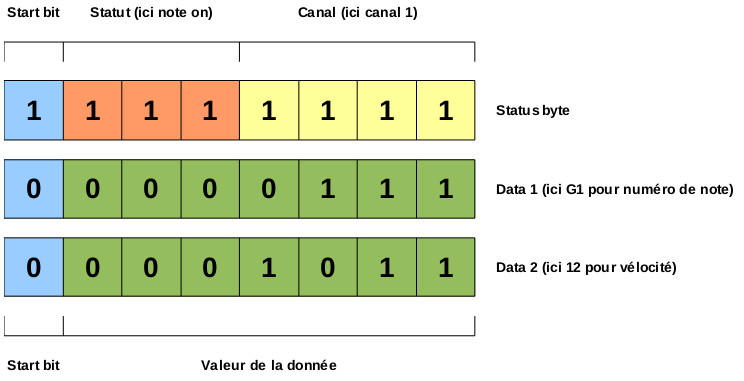 Start bit Statut (ici note on) Canal (ici canal 1)
1 1 1 1 1 1 1 1 Status byte
0 0 0 0 0 1 1 1 Data 1 (ici G1 pour numéro de note)
0 0 0 0 1 0 1 1 Data 2 (ici 12 pour vélocité)
Start bit Valeur de la donnée